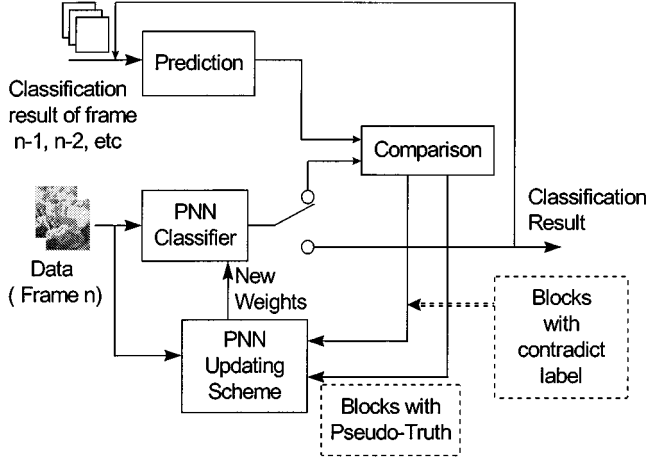 Prediction
Classification
result of frame
n-1, n-2, etc
Comparison
PNN
Classifier
Classification
Result
Data
( Frame n)
New
Weights
PNN
Updating
Scheme
Blocks
with
contradict
label
Blocks with
Pseudo-Truth